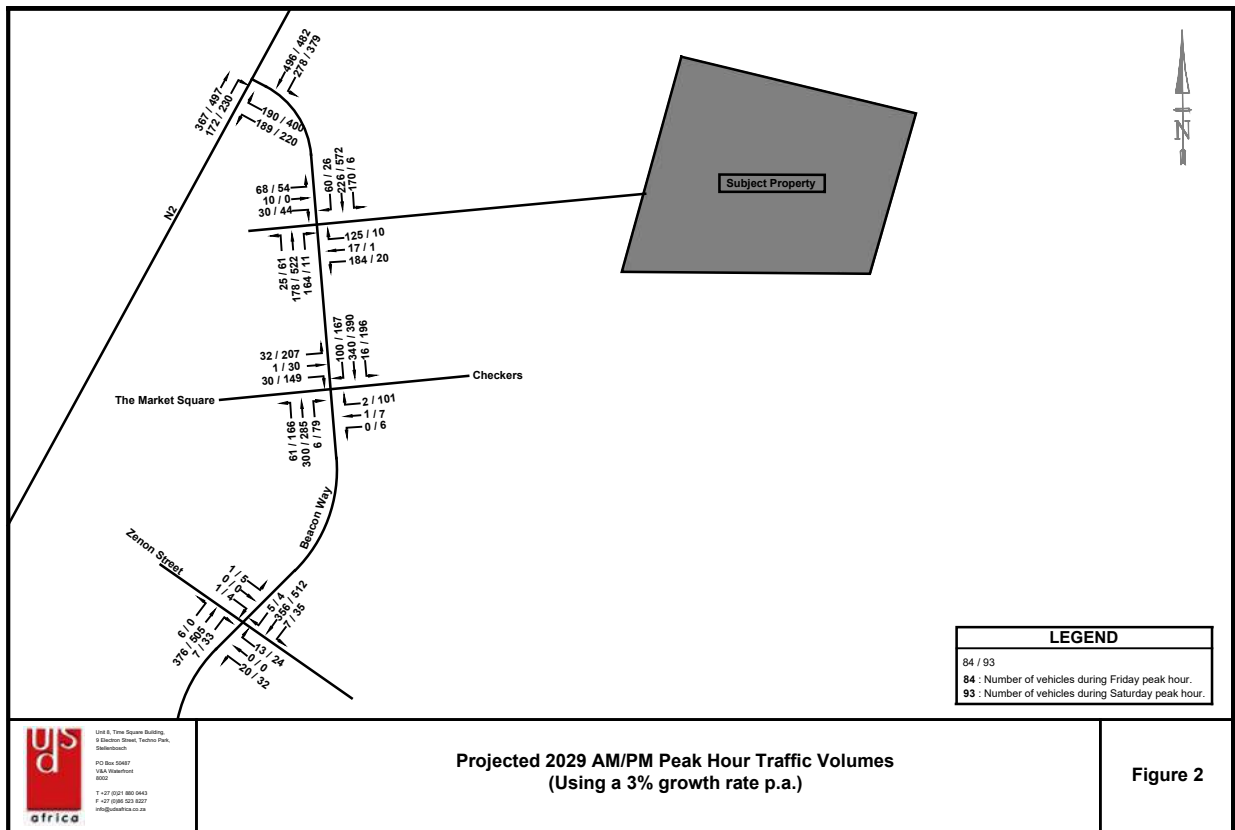 496 / 482
278 / 379
367 / 497
172 / 230
190 / 400
189 / 220
N2
68 / 54
10 / 0
30 / 44
60 / 26
226 / 572
170 / 6
125 / 10
17 / 1
184 / 20
25 / 61
178 / 522
164 / 11
Subject Property
N
32 / 207
1 / 30
30 / 149
100 / 167
340 / 390
16 / 196
The Market Square
Checkers
2 / 101
1 / 7
0 / 6
61 / 166
300 / 285
6 / 79
Beacon Way
Zenon Street
1 / 5
0 / 0
1 / 4
5 / 4
356 / 512
7 / 35
6 / 0
376 / 505
7 / 33
13 / 24
0 / 0
20 / 32
LEGEND
84 / 93
84 : Number of vehicles during Friday peak hour.
93 : Number of vehicles during Saturday peak hour.
uds
africa
Unit 6, Time Square Building,
9 Electron Street, Techno Park,
Stellenbosch
PO Box 50487
V&A Waterfront
8002
T +27 (0)21 880 0443
F +27 (0)86 523 8227
info@udsafrica.co.za
Projected 2029 AM/PM Peak Hour Traffic Volumes
(Using a 3% growth rate p.a.)
Figure 2